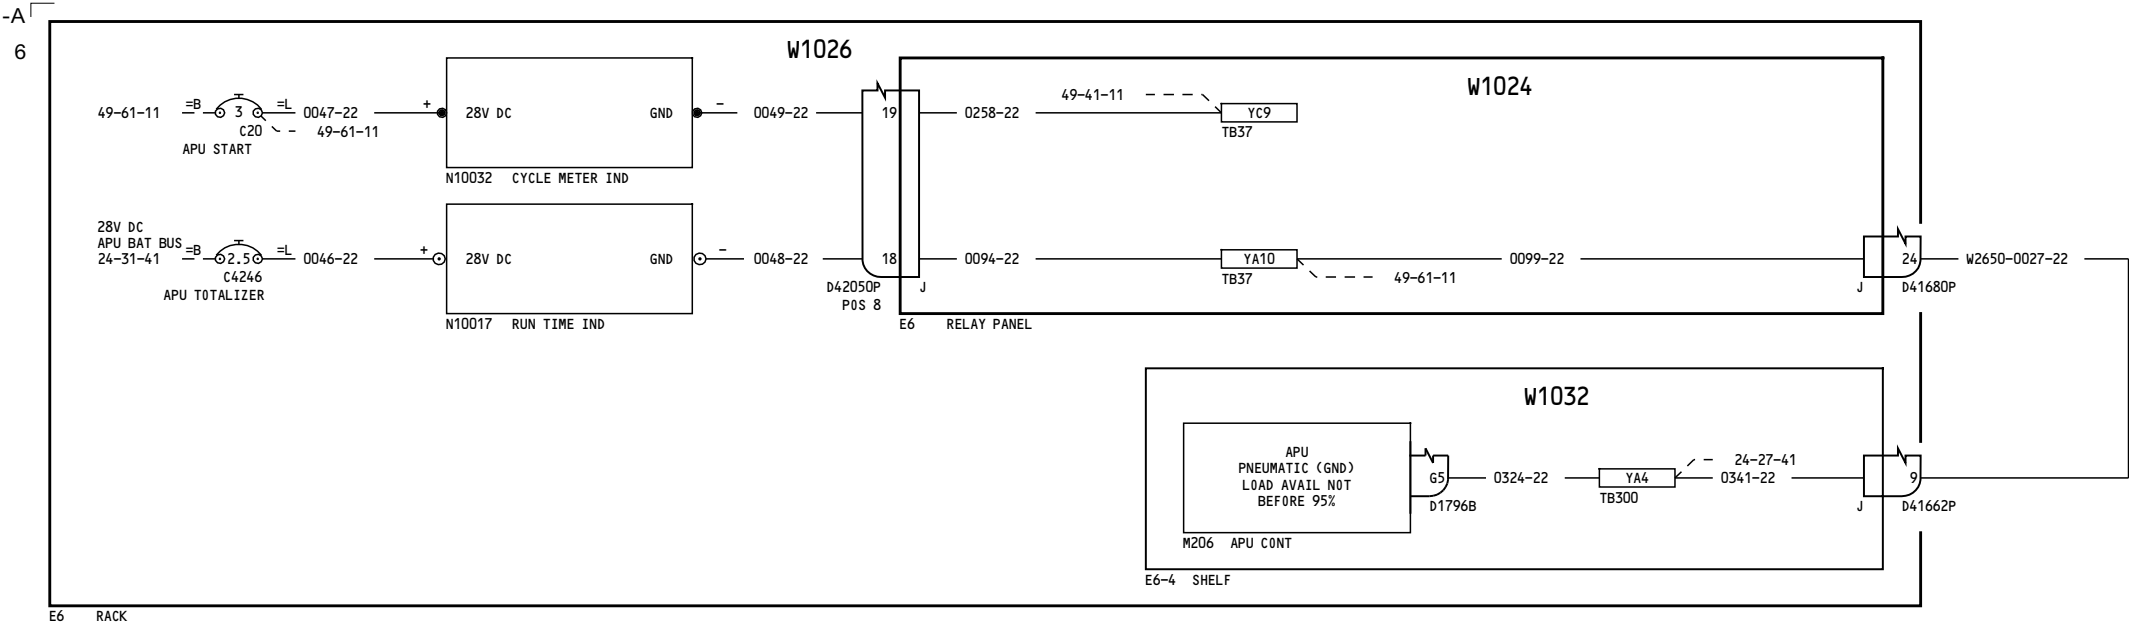 -A
6
W1026
W1024
49-61-11 =B 3 =L 0047-22 + 28V DC GND - 0049-22 19 0258-22 49-41-11 YC9
C20 49-61-11
TB37
APU START
N10032 CYCLE METER IND
28V DC
APU BAT BUS
24-31-41 =B 2.5 =L 0046-22 + 28V DC GND - 0048-22 18 0094-22 YA10 0099-22 24 W2650-0027-22
C4246
TB37 49-61-11
APU TOTALIZER
D42050P J
POS 8
J D41680P
N10017 RUN TIME IND
E6 RELAY PANEL
W1032
APU
PNEUMATIC (GND)
LOAD AVAIL NOT
BEFORE 95%
G5 0324-22 YA4 0341-22 9
24-27-41
D1796B TB300 J D41662P
M206 APU CONT
E6-4 SHELF
E6 RACK